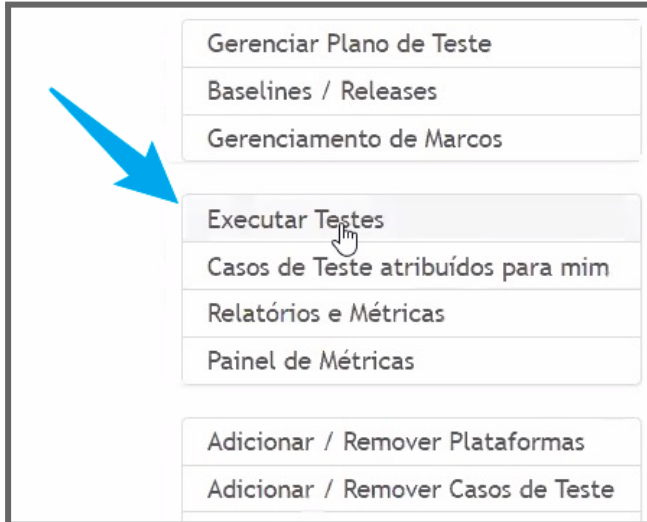 Gerenciar Plano de Teste
Baselines / Releases
Gerenciamento de Marcos
Executar Testes
Casos de Teste atribuídos para mim
Relatórios e Métricas
Painel de Métricas
Adicionar / Remover Plataformas
Adicionar / Remover Casos de Teste